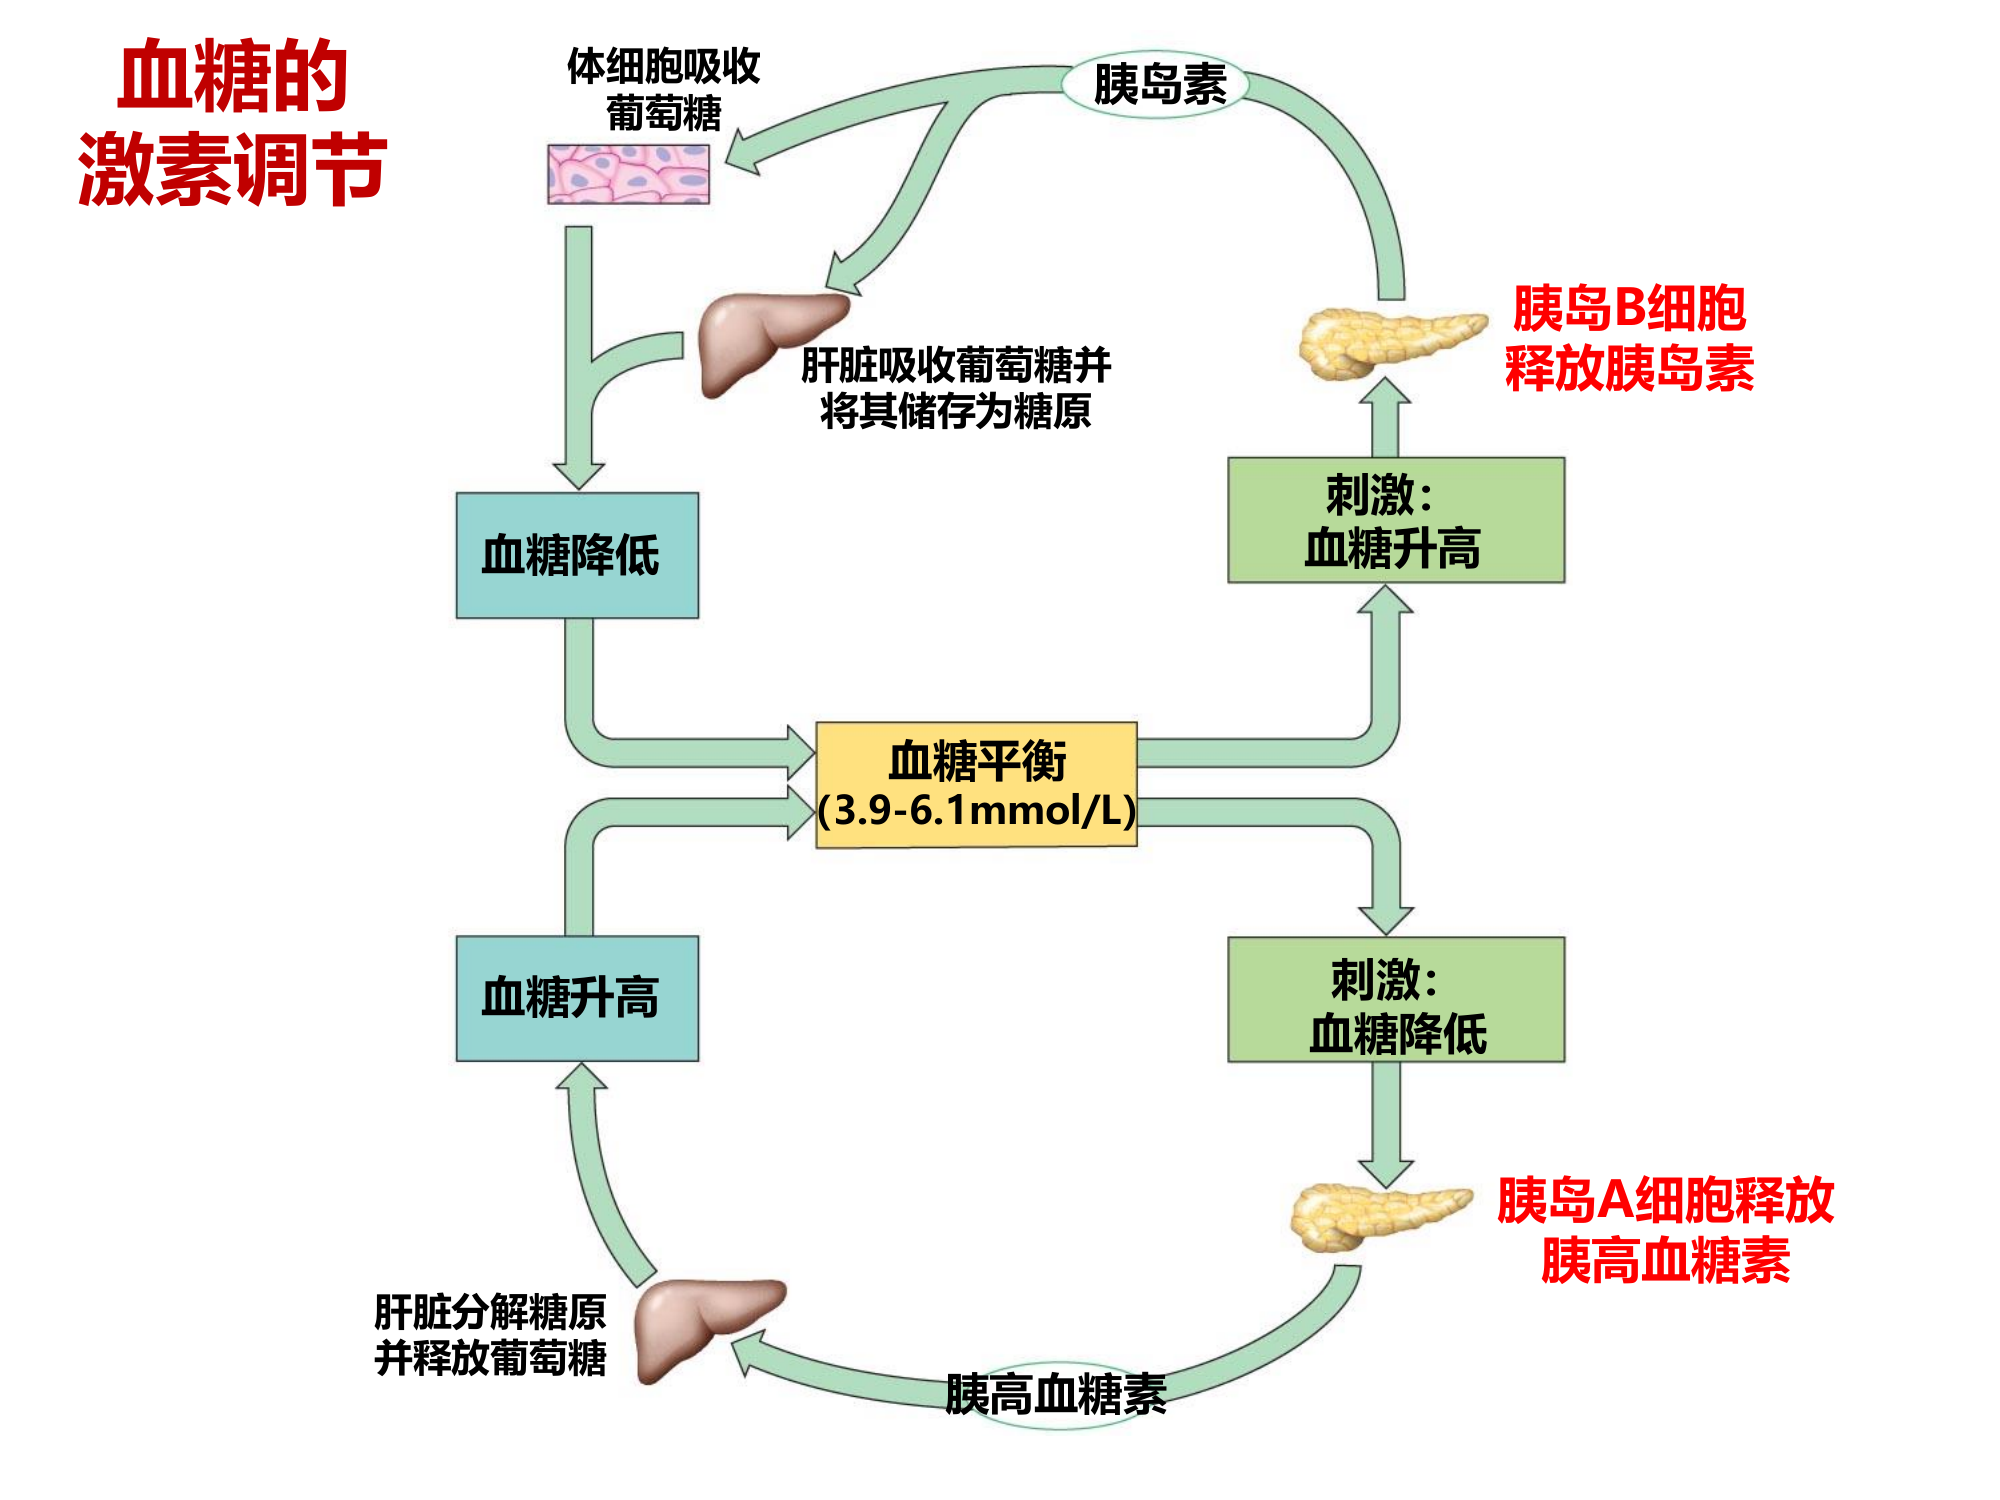 血糖的
激素调节
体细胞吸收
葡萄糖
胰岛素
肝脏吸收葡萄糖并
将其储存为糖原
胰岛B细胞
释放胰岛素
刺激：
血糖升高
血糖降低
血糖平衡
(3.9-6.1mmol/L)
血糖升高
刺激：
血糖降低
胰岛A细胞释放
胰高血糖素
肝脏分解糖原
并释放葡萄糖
胰高血糖素